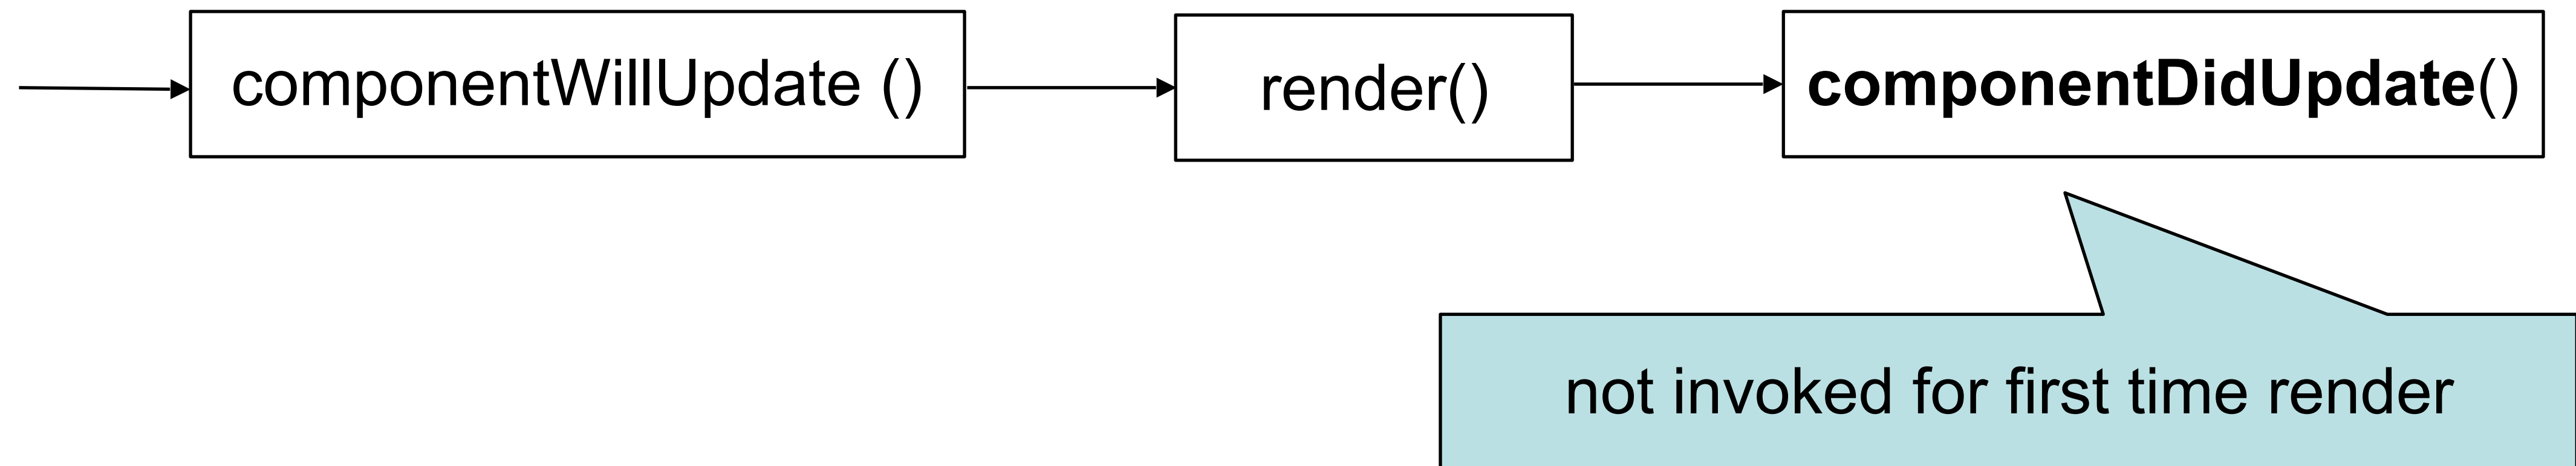 componentWillUpdate ()
render()
componentDidUpdate()
not invoked for first time render